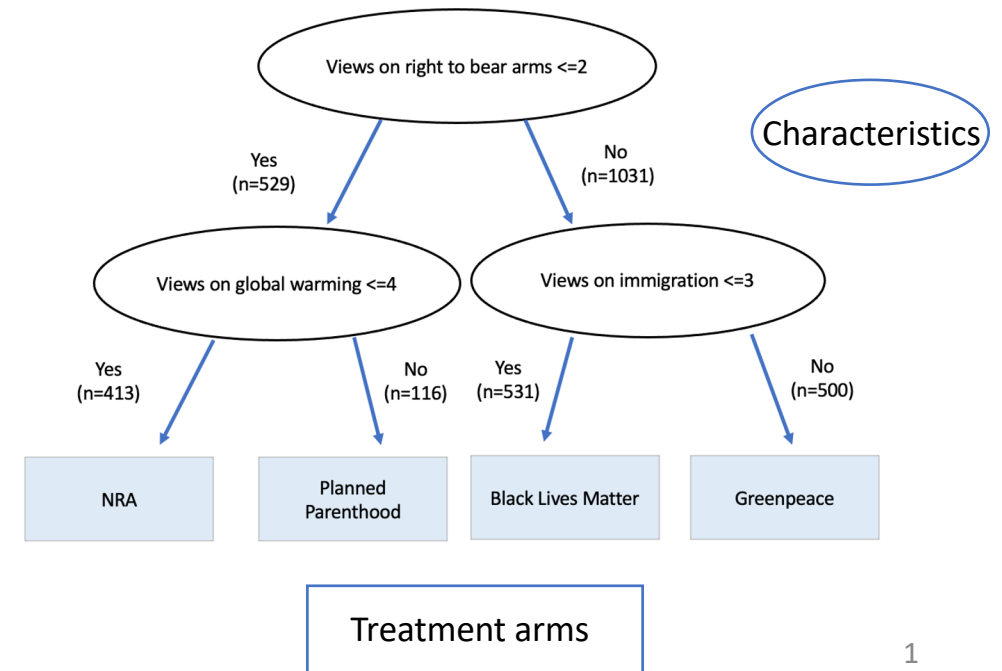 Views on right to bear arms <=2
Characteristics
Yes
(n=529)
No
(n=1031)
Views on global warming <=4
Views on immigration <=3
Yes
(n=413)
No
(n=116)
Yes
(n=531)
No
(n=500)
NRA
Planned
Parenthood
Black Lives Matter
Greenpeace
Treatment arms
1